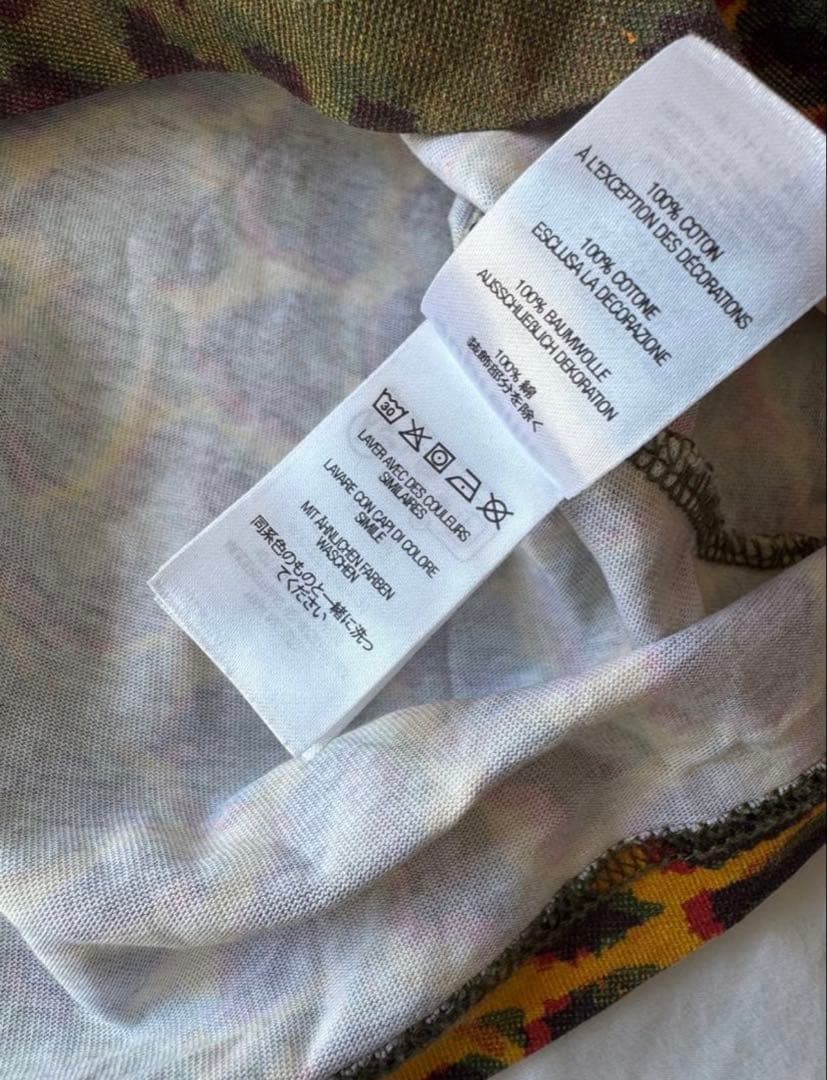 100% COTON
A L'EXCEPTION DES DÉCORATIONS
100% COTONE
ESCLUSA LA DECORAZIONE
100% BAUMWOLLE
AUSSCHLIEßLICH DEKORATION
100% 綿
装飾部分を除く
30
LAVER AVEC DES COULEURS
SIMILAIRES
LAVARE CON CAPI DI COLORE
SIMILE
MIT ÄHNLICHEN FARBEN
WASCHEN
同系色のものと一緒に洗っ
てください